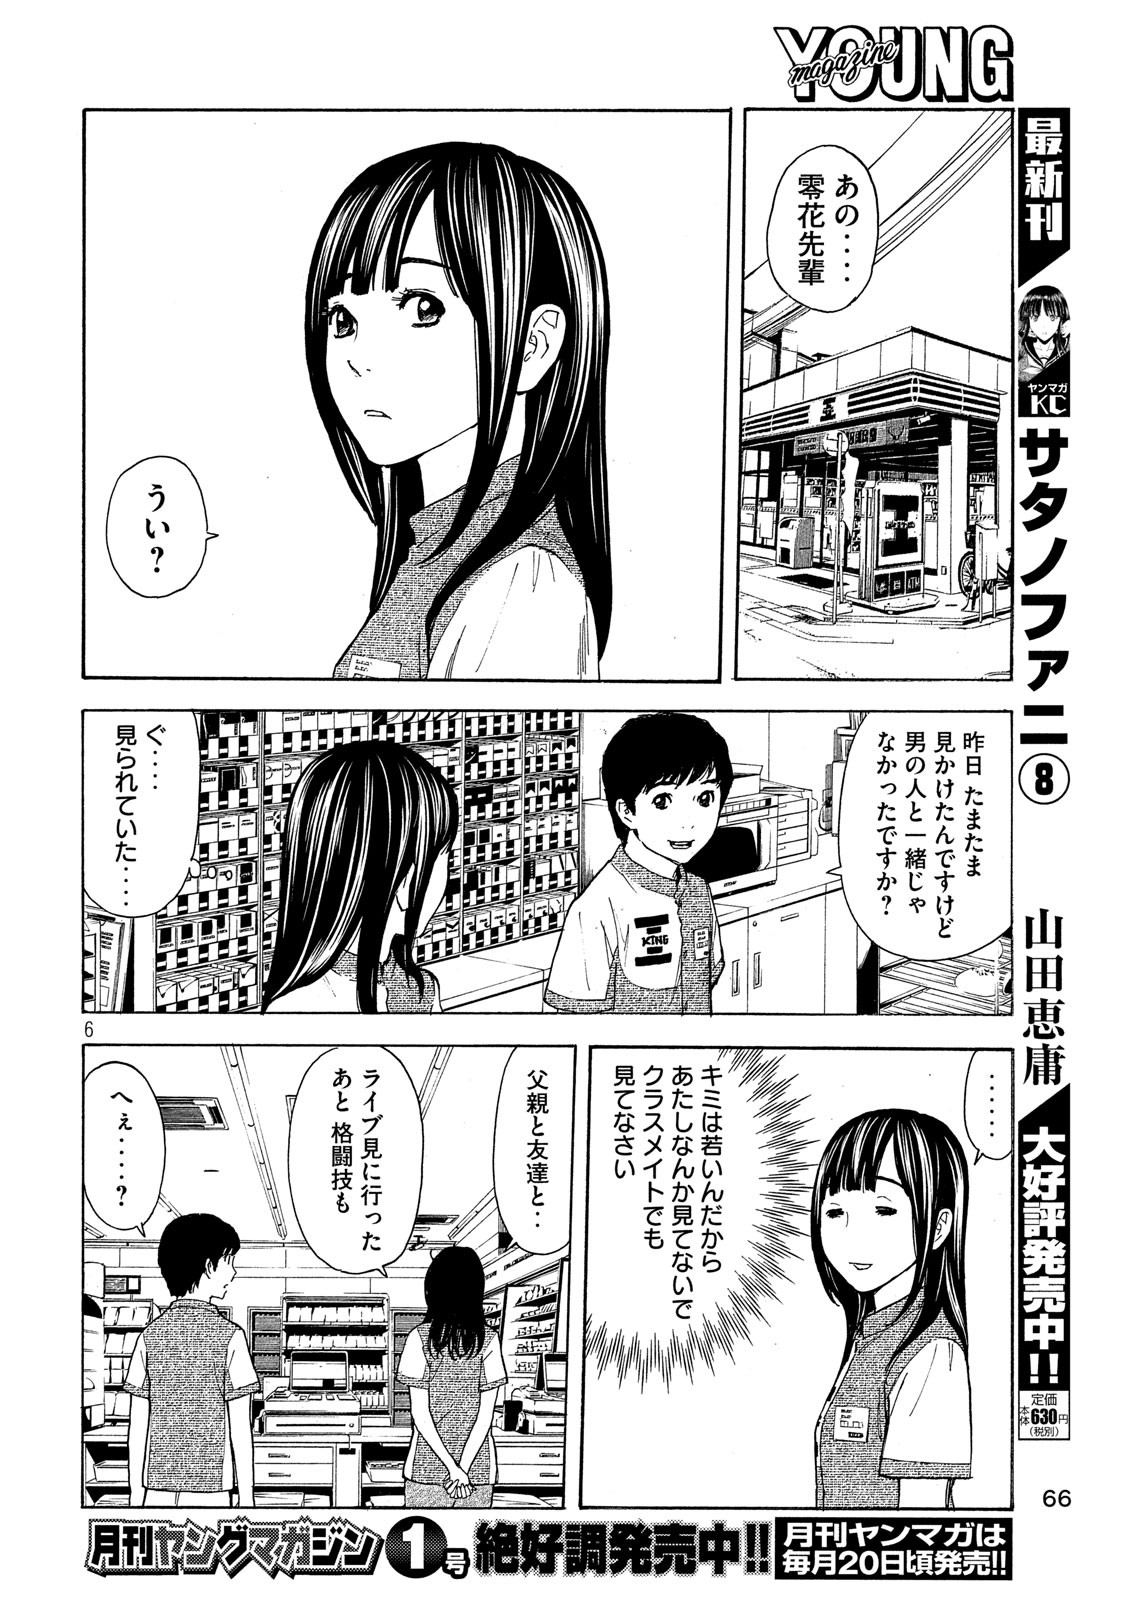 YOUNG
magazine
最新刊
ヤンマガ
KC
サタノファニ
8
山田恵庸
大好評発売中!!
定価
本体630円
(税別)
あの・・・・・
零花先輩
うい?
昨日 たまたま
見かけたんですけど
男の人と一緒じゃ
なかったですか?
KING
ぐ・・・・
見られていた・・・・
6
・・・・・・
キミは若いんだから
あたしなんか見てないで
クラスメイトでも
見てなさい
父親と友達と・・
ライブ見に行った
あと 格闘技も
へぇ・・・・・?
66
月刊ヤングマガジン
1号
絶好調発売中!!
月刊ヤンマガは
毎月20日頃発売!!